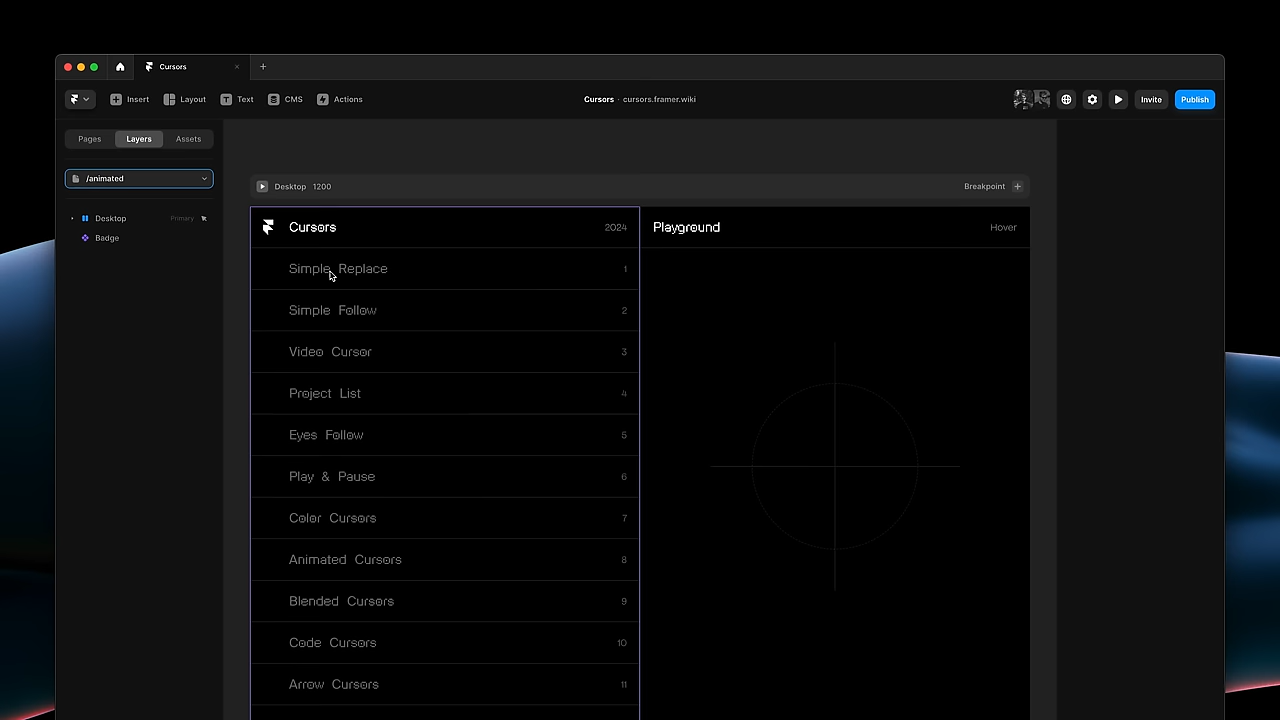 Cursors
Insert
Layout
Text
CMS
Actions
Cursors · cursors.framer.wiki
Invite
Publish
Pages
Layers
Assets
/animated
Desktop
Primary
Badge
Desktop 1200
Breakpoint
Cursors
2024
Simple Replace
1
Simple Follow
2
Video Cursor
3
Project List
4
Eyes Follow
5
Play & Pause
6
Color Cursors
7
Animated Cursors
8
Blended Cursors
9
Code Cursors
10
Arrow Cursors
11
Playground
Hover